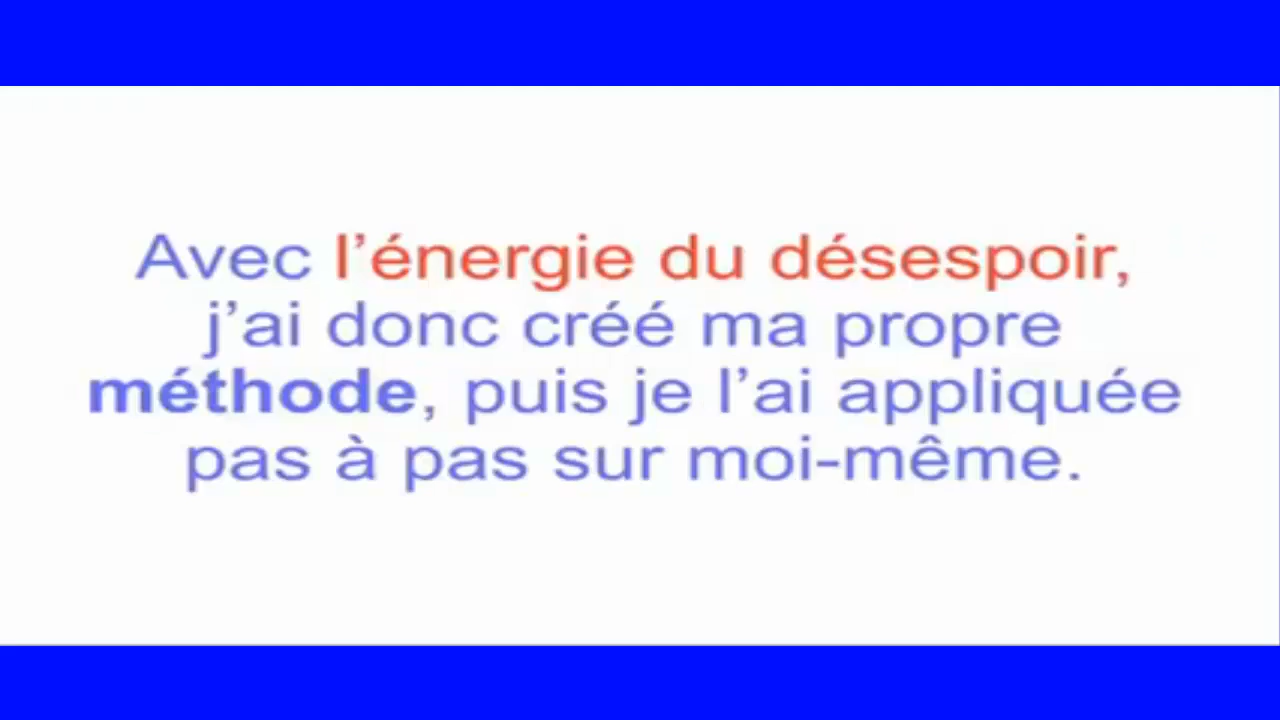 Avec l’énergie du désespoir,
j’ai donc créé ma propre
méthode, puis je l’ai appliquée
pas à pas sur moi-même.